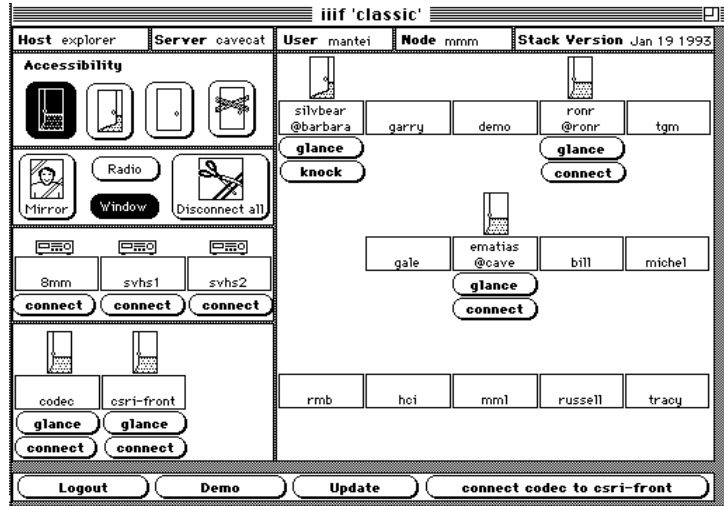 iiif 'classic'
Host explorer Server cavecat User mantei Node mmm Stack Version Jan 19 1993
Accessibility
silvbear
@barbara
garry
demo
ronr
@ronr
tgm
glance
knock
glance
connect
Mirror
Radio
Window
Disconnect all
gale
ematias
@cave
bill
michel
glance
connect
8mm
svhs1
svhs2
connect
connect
connect
codec
csri-front
glance
glance
connect
connect
rmb
hci
mm1
russell
tracy
Logout
Demo
Update
connect codec to csri-front